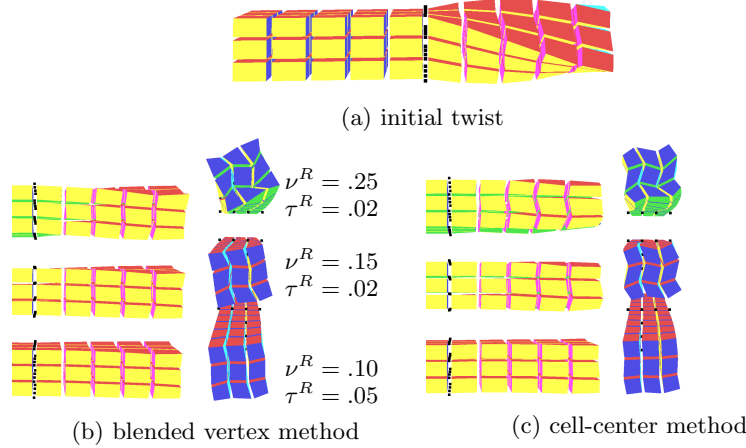 (a) initial twist
ν^R = .25
τ^R = .02
ν^R = .15
τ^R = .02
ν^R = .10
τ^R = .05
(b) blended vertex method
(c) cell-center method